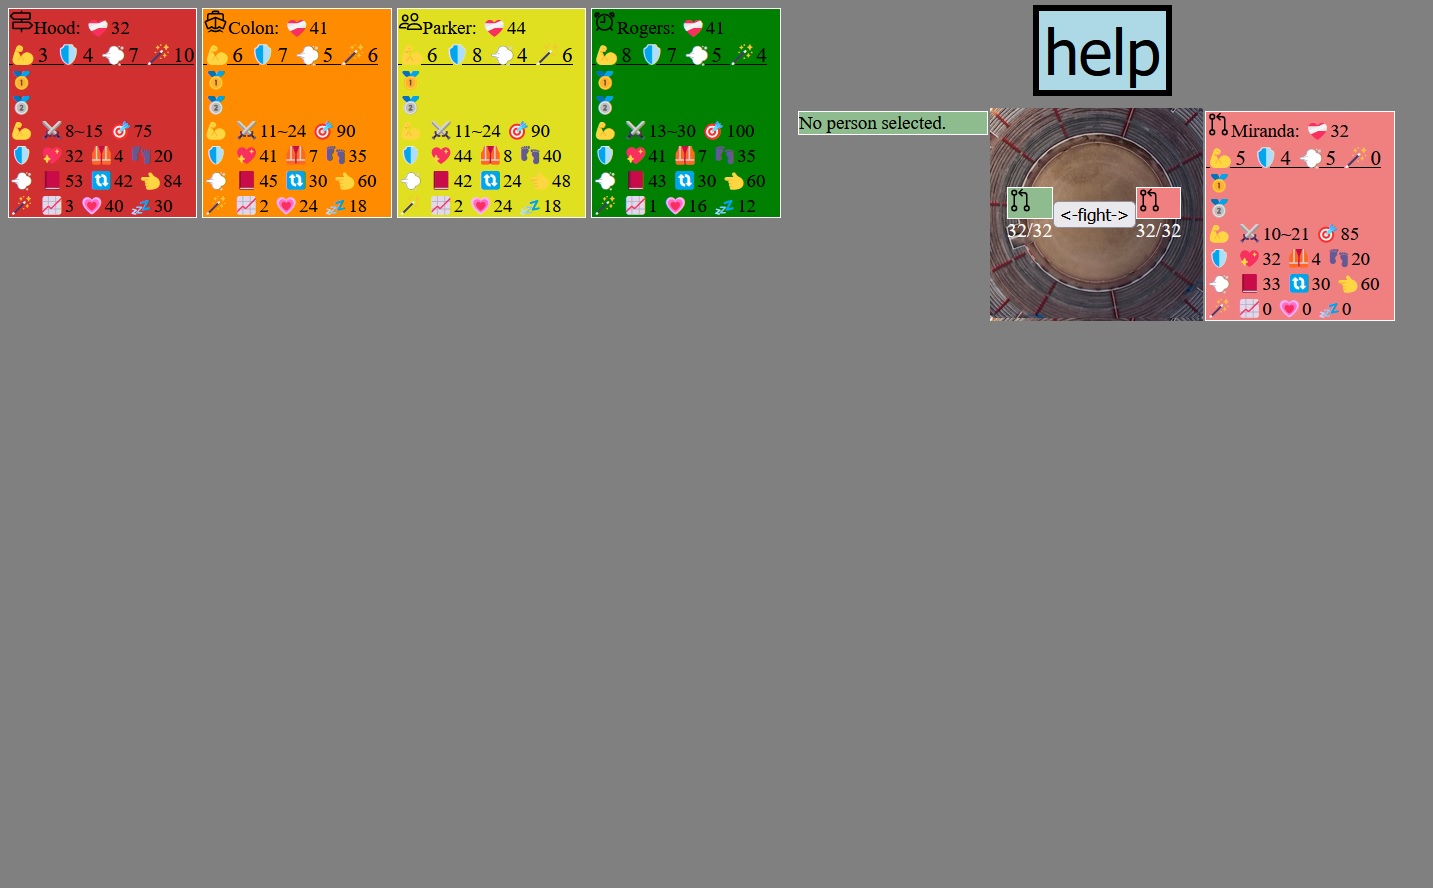 Hood: ❤️‍🩹32
💪 3 🛡️ 4 💨7 🪄10
🥇
🥈
💪 ⚔️8~15 🎯75
🛡️ 💖32 🦺4 👣20
💨 📕53 🔃42 👈84
🪄 📈3 💗40 💤30
Colon: ❤️‍🩹41
💪 6 🛡️ 7 💨5 🪄6
🥇
🥈
💪 ⚔️11~24 🎯90
🛡️ 💖41 🦺7 👣35
💨 📕45 🔃30 👈60
🪄 📈2 💗24 💤18
Parker: ❤️‍🩹44
💪 6 🛡️ 8 💨4 🪄6
🥇
🥈
💪 ⚔️11~24 🎯90
🛡️ 💖44 🦺8 👣40
💨 📕42 🔃24 👈48
🪄 📈2 💗24 💤18
Rogers: ❤️‍🩹41
💪8 🛡️ 7 💨5 🪄4
🥇
🥈
💪 ⚔️13~30 🎯100
🛡️ 💖41 🦺7 👣35
💨 📕43 🔃30 👈60
🪄 📈1 💗16 💤12
help
No person selected.
<-fight->
32/32 32/32
Miranda: ❤️‍🩹32
💪5 🛡️ 4 💨5 🪄0
🥇
🥈
💪 ⚔️10~21 🎯85
🛡️ 💖32 🦺4 👣20
💨 📕33 🔃30 👈60
🪄 📈0 💗0 💤0